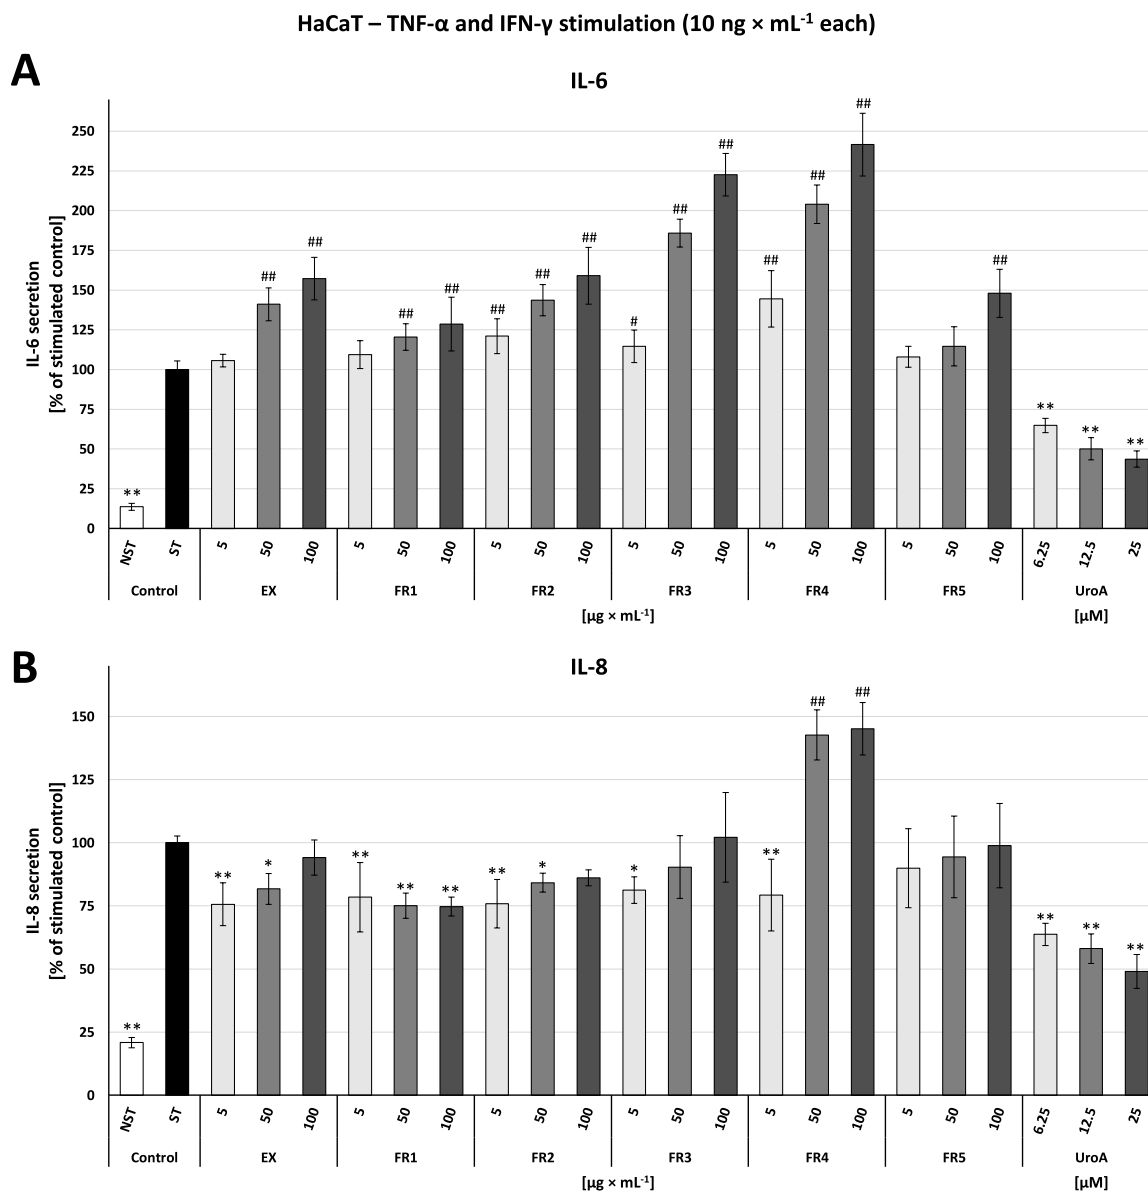 HaCaT – TNF-α and IFN-γ stimulation (10 ng × mL⁻¹ each)
A
IL-6
IL-6 secretion
[% of stimulated control]
250
225
200
175
150
125
100
75
50
25
0
** ## ## ## ## ## ## ## # ## ## ## ## ## ## ** ** **
NST ST 5 50 100 5 50 100 5 50 100 5 50 100 5 50 100 5 50 100 6.25 12.5 25
Control EX FR1 FR2 FR3 FR4 FR5 UroA
[µg × mL⁻¹] [µM]
B
IL-8
IL-8 secretion
[% of stimulated control]
150
125
100
75
50
25
0
** ** * ** ** ** ** * * ** ## ## ** ** **
NST ST 5 50 100 5 50 100 5 50 100 5 50 100 5 50 100 5 50 100 6.25 12.5 25
Control EX FR1 FR2 FR3 FR4 FR5 UroA
[µg × mL⁻¹] [µM]